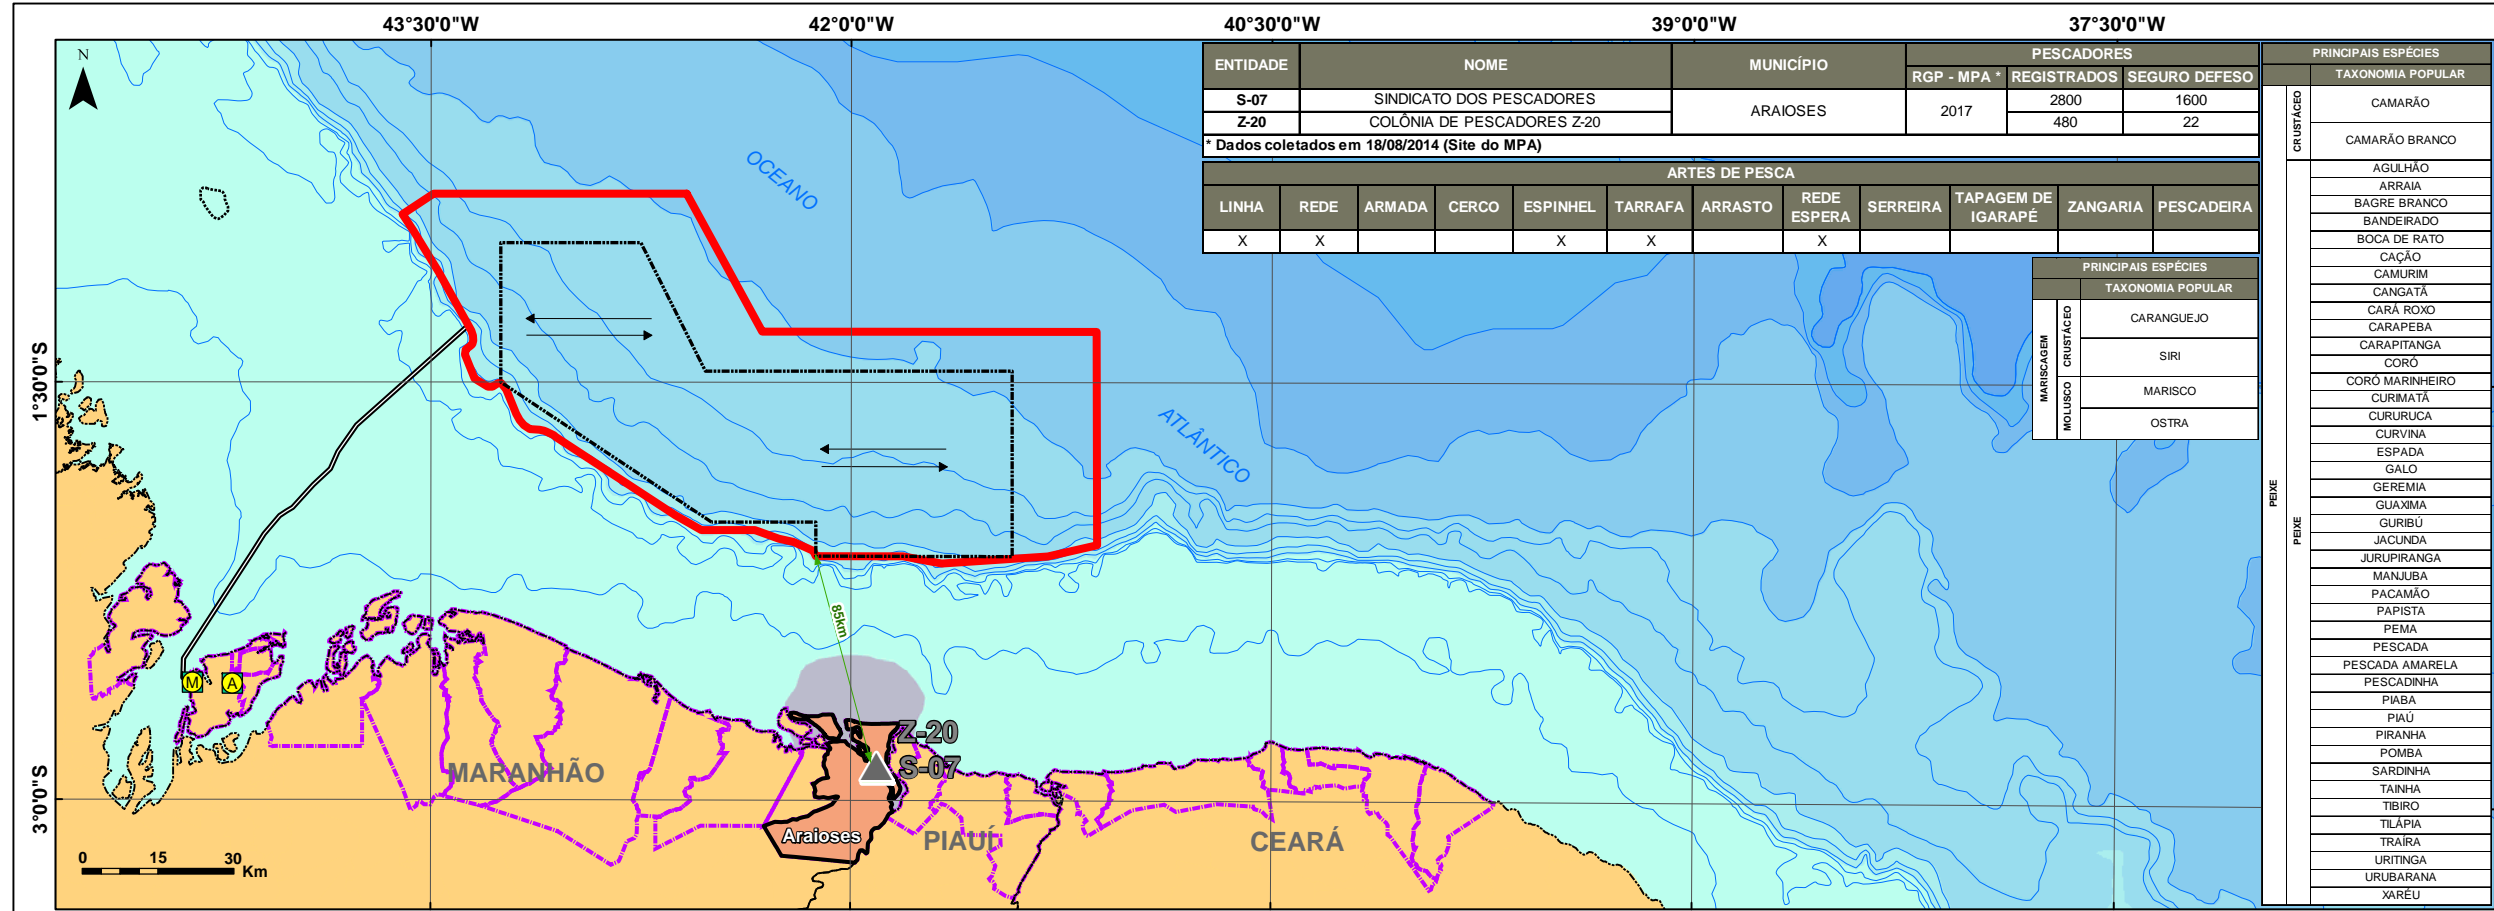 43°30'0"W
42°0'0"W
40°30'0"W
39°0'0"W
37°30'0"W
N
ENTIDADE
NOME
MUNICÍPIO
PESCADORES
RGP - MPA *
REGISTRADOS
SEGURO DEFESO
S-07
SINDICATO DOS PESCADORES
ARAIOSES
2017
2800
1600
Z-20
COLÔNIA DE PESCADORES Z-20
480
22
* Dados coletados em 18/08/2014 (Site do MPA)
ARTES DE PESCA
LINHA
REDE
ARMADA
CERCO
ESPINHEL
TARRAFA
ARRASTO
REDE
ESPERA
SERREIRA
TAPAGEM DE
IGARAPÉ
ZANGARIA
PESCADEIRA
X
X
X
X
X
PRINCIPAIS ESPÉCIES
TAXONOMIA POPULAR
MARISCAGEM
CRUSTÁCEO
CARANGUEJO
SIRI
MOLUSCO
MARISCO
OSTRA
PRINCIPAIS ESPÉCIES
TAXONOMIA POPULAR
PEIXE
CRUSTÁCEO
CAMARÃO
CAMARÃO BRANCO
PEIXE
AGULHÃO
ARRAIA
BAGRE BRANCO
BANDEIRADO
BOCA DE RATO
CAÇÃO
CAMURIM
CANGATÃ
CARÁ ROXO
CARAPEBA
CARAPITANGA
CORÓ
CORÓ MARINHEIRO
CURIMATÃ
CURURUCA
CURVINA
ESPADA
GALO
GEREMIA
GUAXIMA
GURIBÚ
JACUNDA
JURUPIRANGA
MANJUBA
PACAMÃO
PAPISTA
PEMA
PESCADA
PESCADA AMARELA
PESCADINHA
PIABA
PIAÚ
PIRANHA
POMBA
SARDINHA
TAINHA
TIBIRO
TILÁPIA
TRAÍRA
URITINGA
URUBARANA
XARÉU
OCEANO
ATLÂNTICO
1°30'0"S
3°0'0"S
85km
M
A
Z-20
S-07
MARANHÃO
Araioses
PIAUÍ
CEARÁ
0 15 30
Km